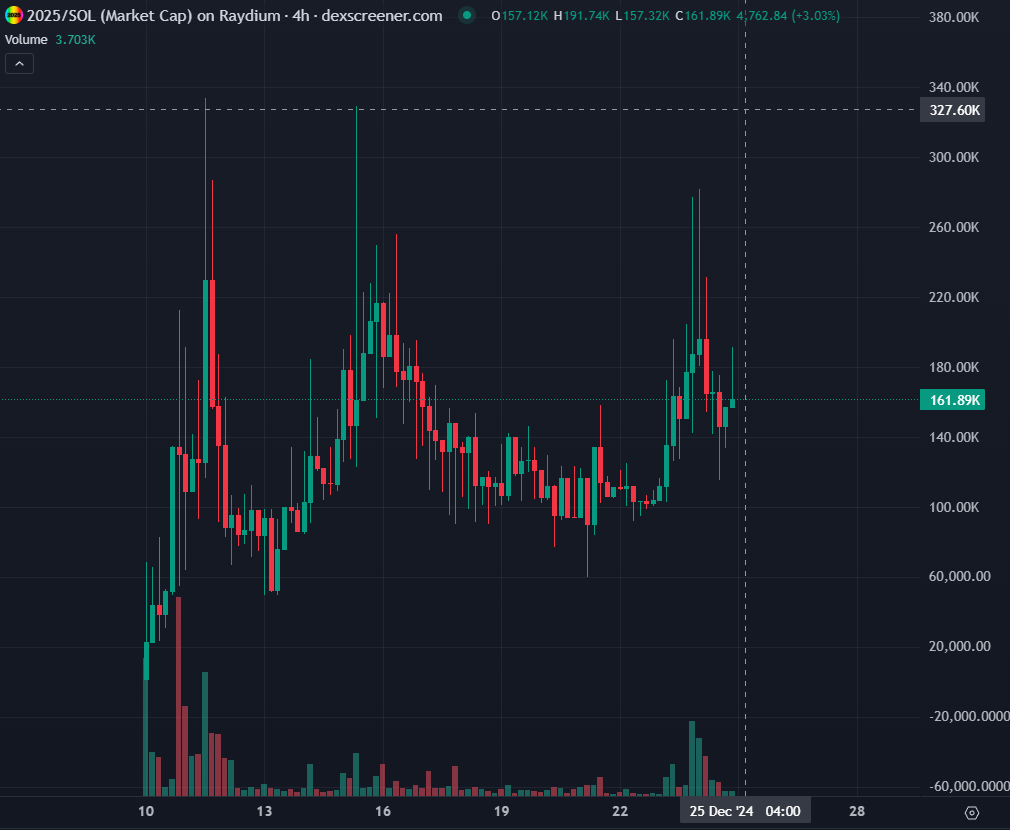 2025/SOL (Market Cap) on Raydium · 4h · dexscreener.com O157.12K H191.74K L157.32K C161.89K 4,762.84 (+3.03%)
Volume 3.703K
380.00K
340.00K
327.60K
300.00K
260.00K
220.00K
180.00K
161.89K
140.00K
100.00K
60,000.00
20,000.00
-20,000.0000
-60,000.0000
10 13 16 19 22 25 Dec '24 04:00 28